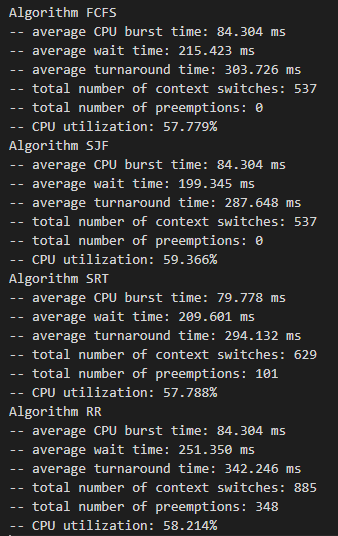 Algorithm FCFS
-- average CPU burst time: 84.304 ms
-- average wait time: 215.423 ms
-- average turnaround time: 303.726 ms
-- total number of context switches: 537
-- total number of preemptions: 0
-- CPU utilization: 57.779%
Algorithm SJF
-- average CPU burst time: 84.304 ms
-- average wait time: 199.345 ms
-- average turnaround time: 287.648 ms
-- total number of context switches: 537
-- total number of preemptions: 0
-- CPU utilization: 59.366%
Algorithm SRT
-- average CPU burst time: 79.778 ms
-- average wait time: 209.601 ms
-- average turnaround time: 294.132 ms
-- total number of context switches: 629
-- total number of preemptions: 101
-- CPU utilization: 57.788%
Algorithm RR
-- average CPU burst time: 84.304 ms
-- average wait time: 251.350 ms
-- average turnaround time: 342.246 ms
-- total number of context switches: 885
-- total number of preemptions: 348
-- CPU utilization: 58.214%